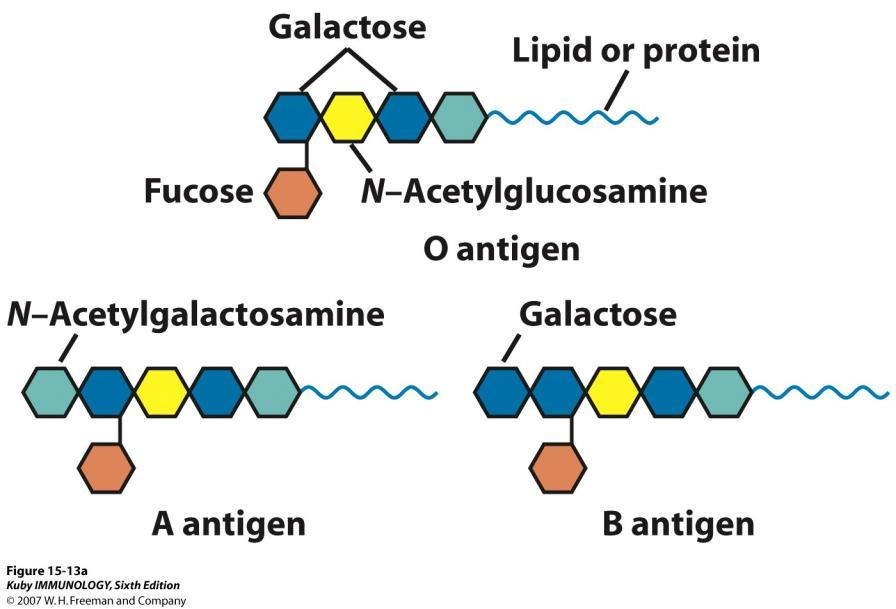 Galactose
Lipid or protein
Fucose
N–Acetylglucosamine
O antigen
N–Acetylgalactosamine
Galactose
A antigen
B antigen
Figure 15-13a
Kuby IMMUNOLOGY, Sixth Edition
© 2007 W. H. Freeman and Company